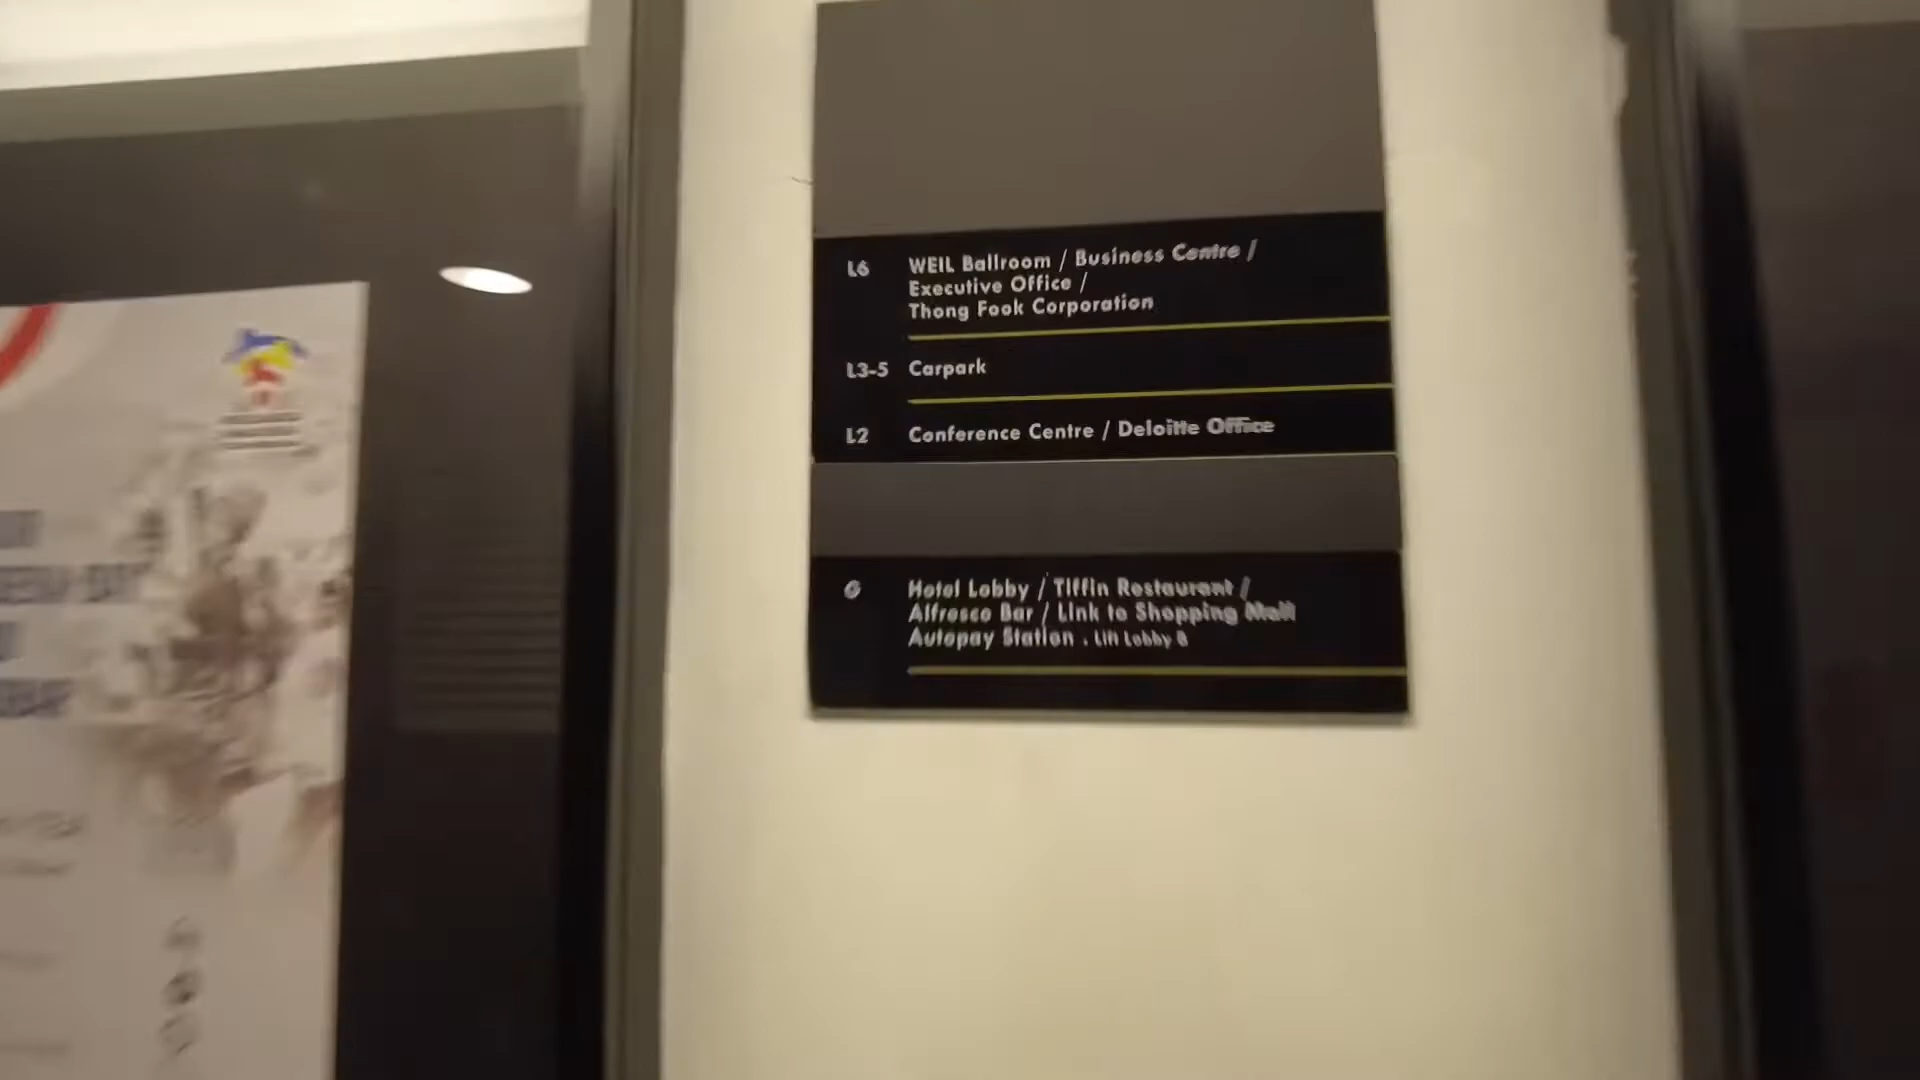 L6 WEIL Ballroom / Business Centre /
Executive Office /
Thong Fook Corporation
L3-5 Carpark
L2 Conference Centre / Deloitte Office
G Hotel Lobby / Tiffin Restaurant /
Alfresco Bar / Link to Shopping Mall
Autopay Station . Lift Lobby B